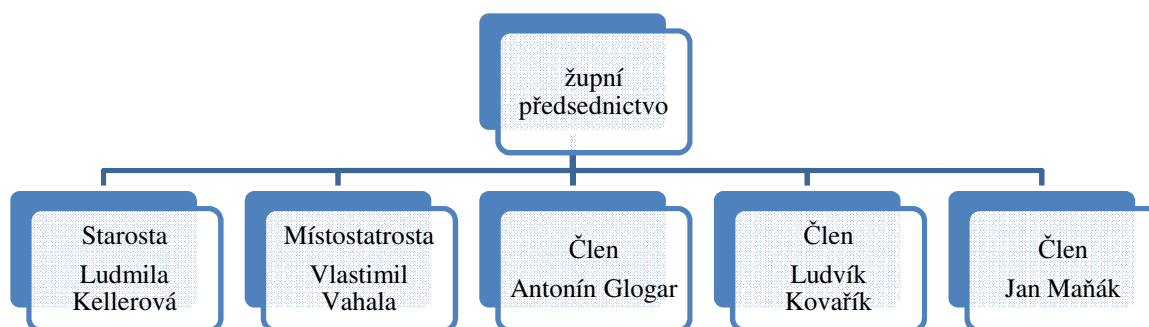 župní
předsednictvo
Starosta
Ludmila
Kellerová
Místostatrosta
Vlastimil
Vahala
Člen
Antonín Glogar
Člen
Ludvík
Kovařík
Člen
Jan Maňák